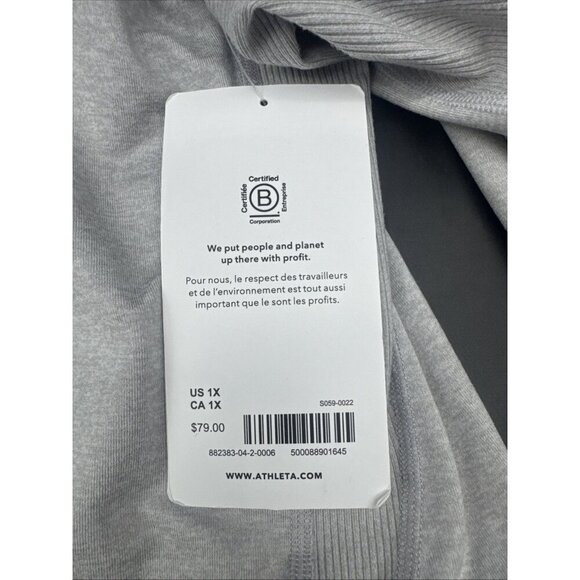 Certified
Certifiée
B
Entreprise
Corporation
We put people and planet
up there with profit.
Pour nous, le respect des travailleurs
et de l'environnement est tout aussi
important que le sont les profits.
US 1X
CA 1X
S059-0022
$79.00
882383-04-2-0006 500088901645
WWW.ATHLETA.COM